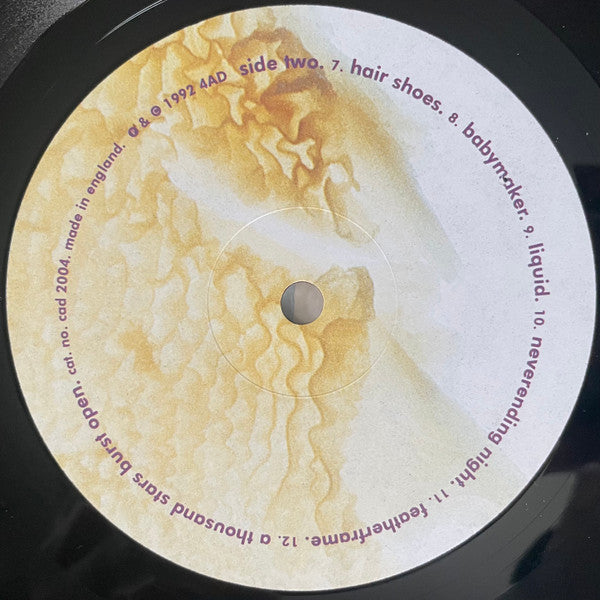 side two. 7. hair shoes. 8. babymaker. 9. liquid. 10. neverending night. 11. featherframe. 12. a thousand stars burst open. cat. no. cad 2004. made in england. ℗ & © 1992 4AD